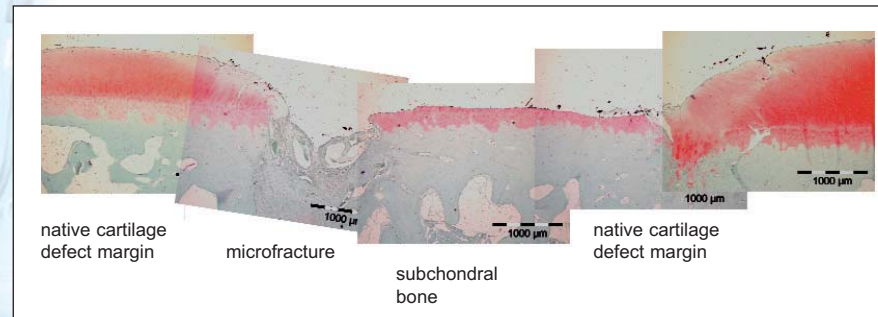 1000 µm
1000 µm
1000 µm
1000 µm
native cartilage
defect margin
microfracture
subchondral
bone
native cartilage
defect margin